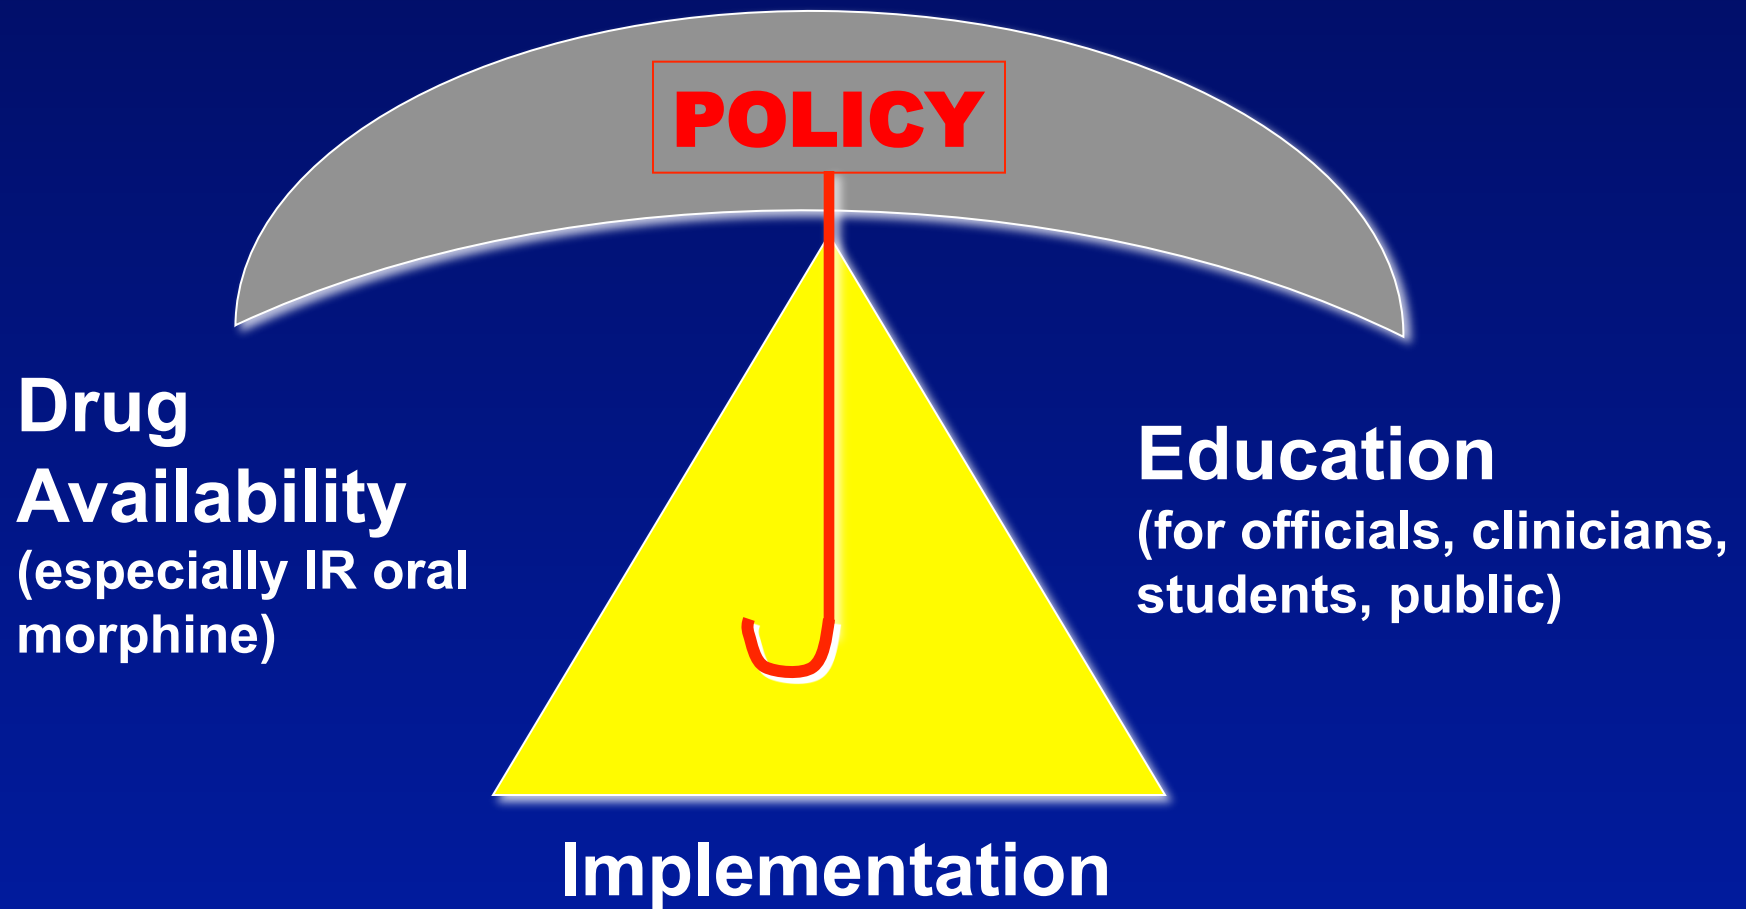 POLICY
Drug
Availability
(especially IR oral
morphine)
Education
(for officials, clinicians,
students, public)
Implementation